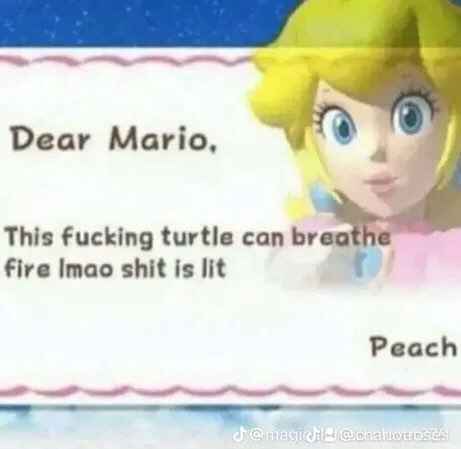 Dear Mario,
This fucking turtle can breathe
fire lmao shit is lit
Peach